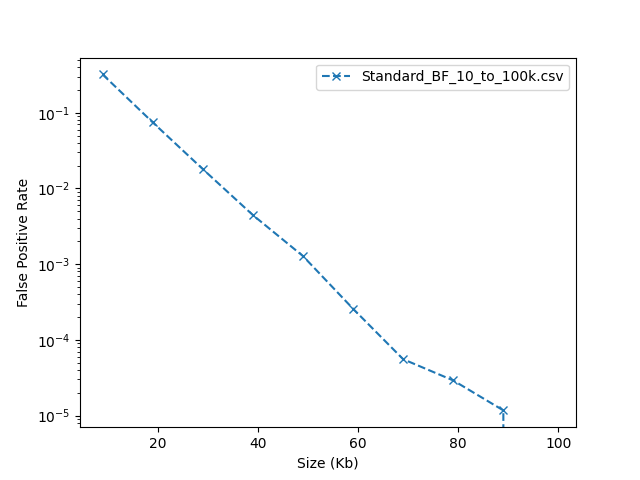 Standard_BF_10_to_100k.csv
False Positive Rate
10⁻¹
10⁻²
10⁻³
10⁻⁴
10⁻⁵
20 40 60 80 100
Size (Kb)